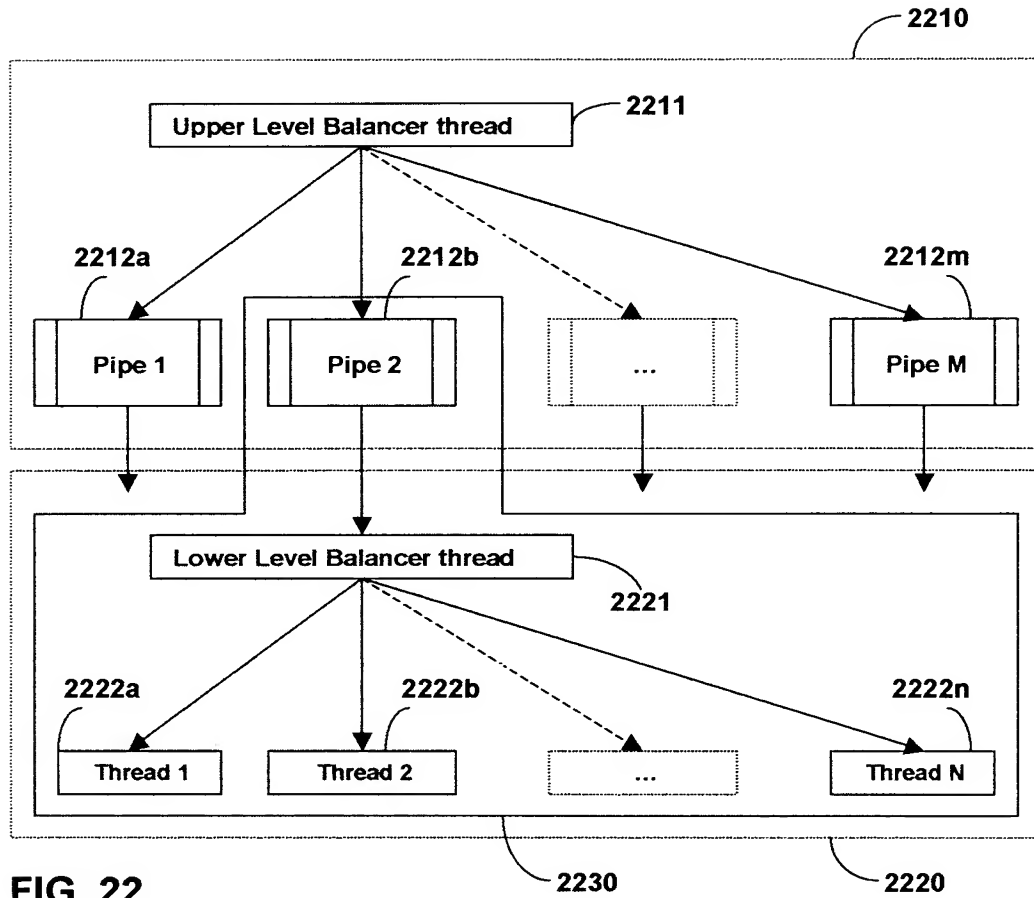 2210
Upper Level Balancer thread
2211
2212a
2212b
2212m
Pipe 1
Pipe 2
...
Pipe M
Lower Level Balancer thread
2221
2222a
2222b
2222n
Thread 1
Thread 2
...
Thread N
FIG. 22
2230
2220